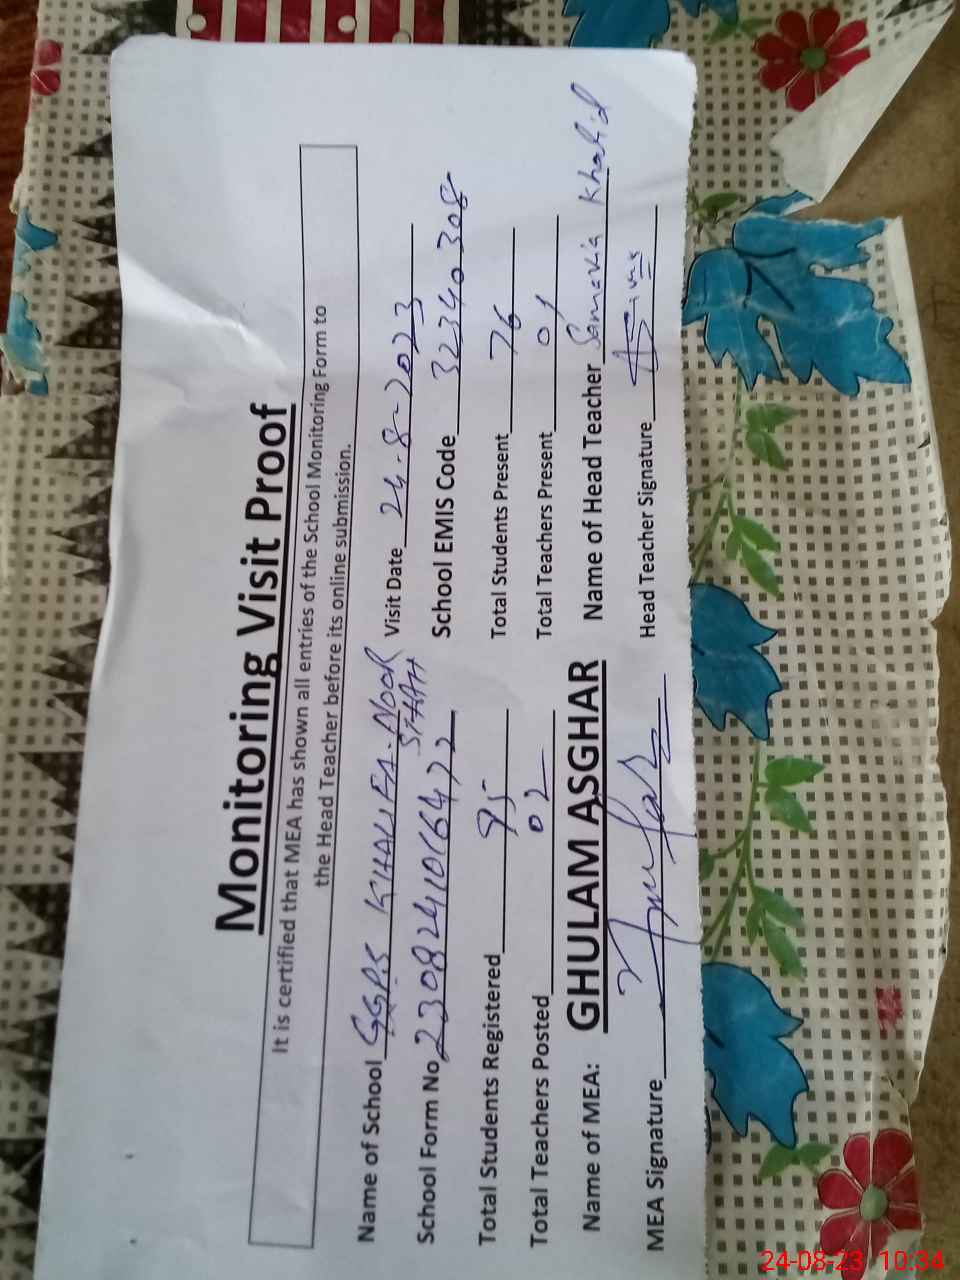 Monitoring Visit Proof
It is certified that MEA has shown all entries of the School Monitoring Form to
the Head Teacher before its online submission.
Name of School GGPS KHALIFA-NOOR SHAH Visit Date 24-8-2023
School Form No 23082410166472 School EMIS Code 32340308
Total Students Registered 95 Total Students Present 76
Total Teachers Posted 02 Total Teachers Present 01
Name of MEA: GHULAM ASGHAR Name of Head Teacher Samavia Khalid
MEA Signature Head Teacher Signature
24-08-23 10:34